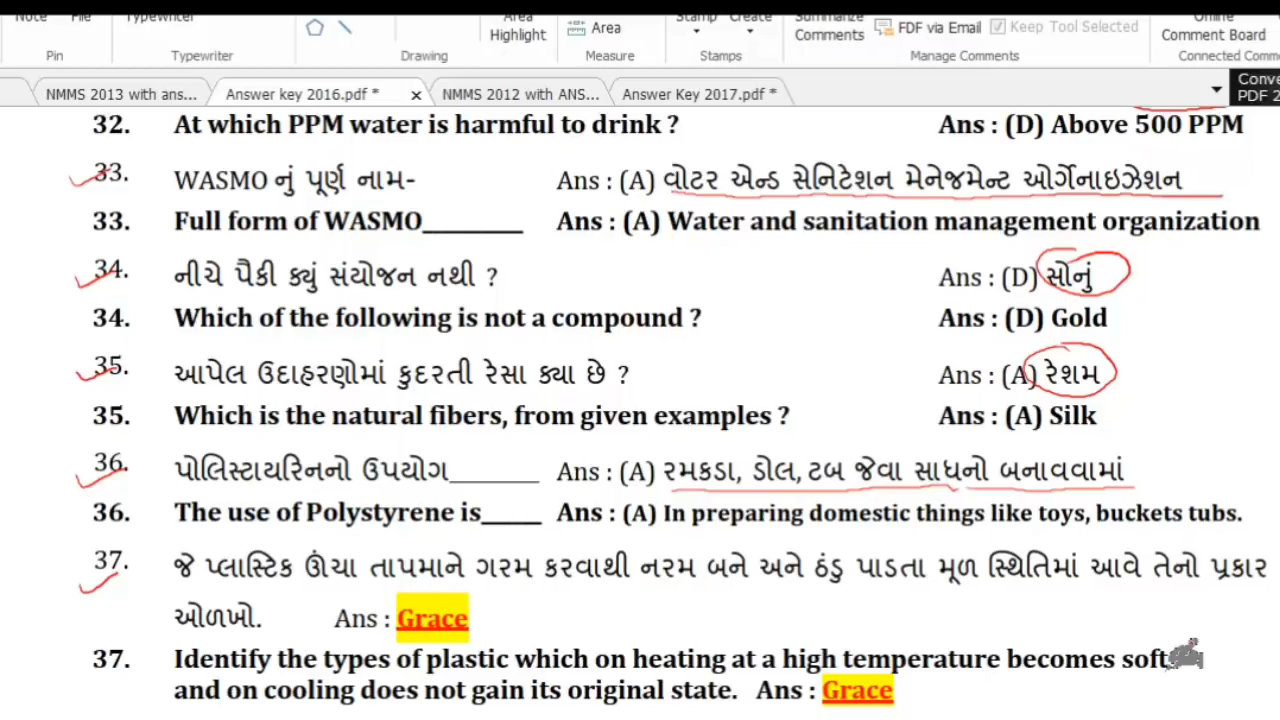 Note File Typewriter Area Highlight Area Stamp Create Summarize Comments FDF via Email Keep Tool Selected Online Comment Board
Pin Typewriter Drawing Measure Stamps Manage Comments Connected Comme
NMMS 2013 with ans... Answer key 2016.pdf * × NMMS 2012 with ANS... Answer Key 2017.pdf * Conve PDF 2
32. At which PPM water is harmful to drink ? Ans : (D) Above 500 PPM
33. WASMO નું પૂર્ણ નામ- Ans : (A) વોટર એન્ડ સેનિટેશન મેનેજમેન્ટ ઓર્ગેનાઇઝેશન
33. Full form of WASMO________ Ans : (A) Water and sanitation management organization
34. નીચે પૈકી ક્યું સંયોજન નથી ? Ans : (D) સોનું
34. Which of the following is not a compound ? Ans : (D) Gold
35. આપેલ ઉદાહરણોમાં કુદરતી રેસા ક્યા છે ? Ans : (A) રેશમ
35. Which is the natural fibers, from given examples ? Ans : (A) Silk
36. પોલિસ્ટાયરિનનો ઉપયોગ________ Ans : (A) રમકડા, ડોલ, ટબ જેવા સાધનો બનાવવામાં
36. The use of Polystyrene is_____ Ans : (A) In preparing domestic things like toys, buckets tubs.
37. જે પ્લાસ્ટિક ઊંચા તાપમાને ગરમ કરવાથી નરમ બને અને ઠંડુ પાડતા મૂળ સ્થિતિમાં આવે તેનો પ્રકાર
ઓળખો. Ans : Grace
37. Identify the types of plastic which on heating at a high temperature becomes soft
and on cooling does not gain its original state. Ans : Grace